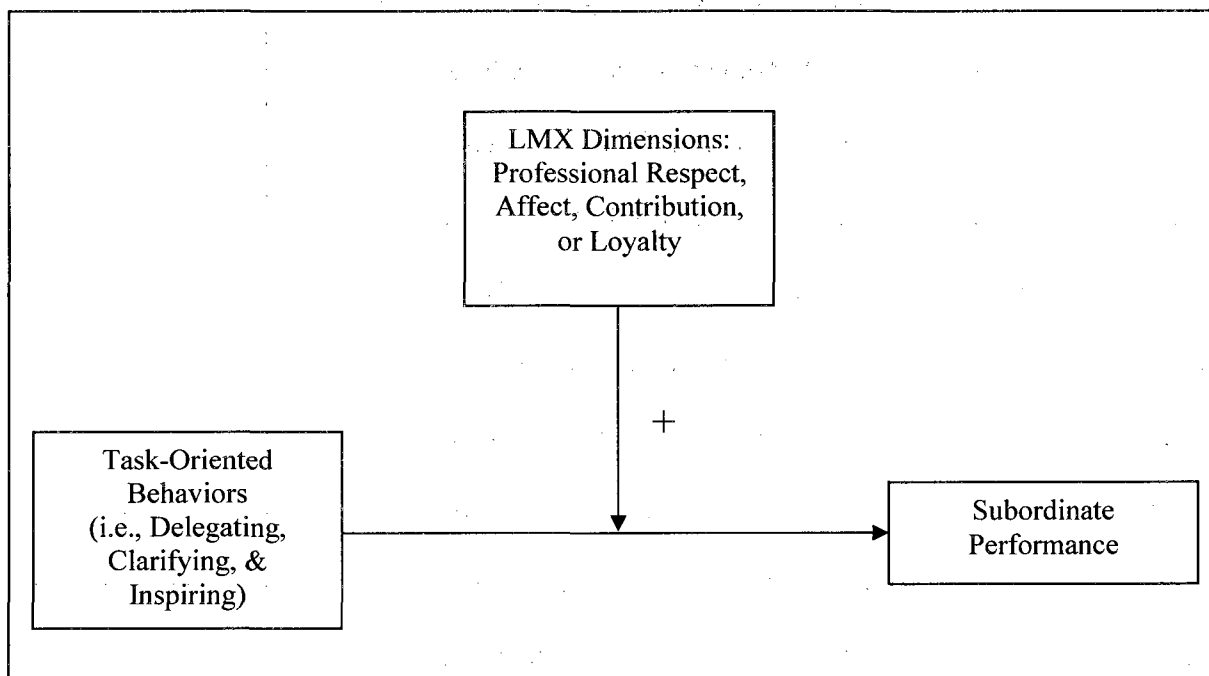 LMX Dimensions:
Professional Respect,
Affect, Contribution,
or Loyalty
+
Task-Oriented
Behaviors
(i.e., Delegating,
Clarifying, &
Inspiring)
Subordinate
Performance